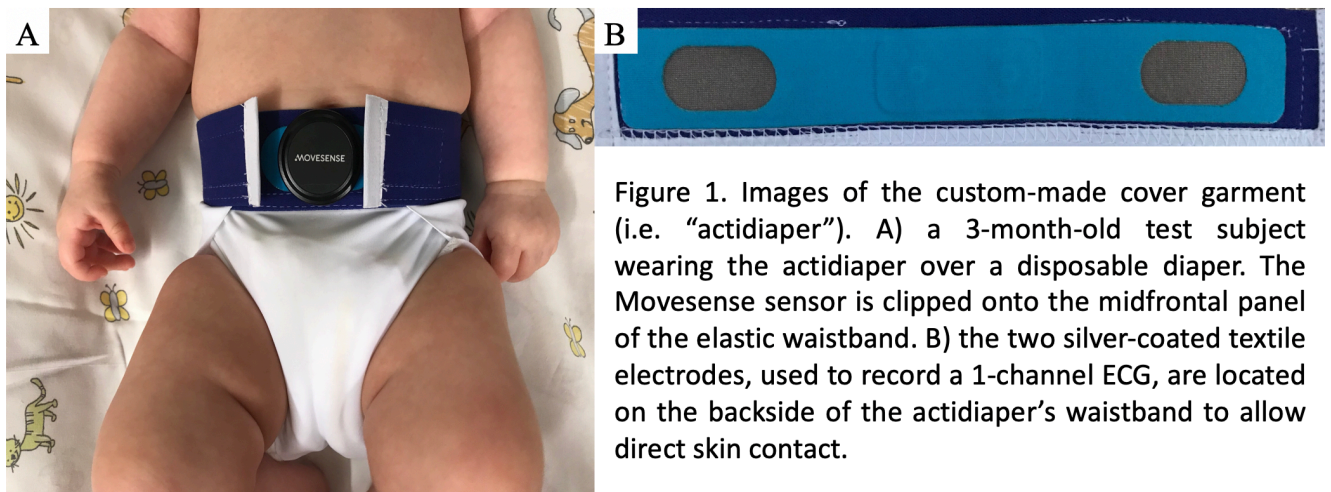 A
MOVESENSE
B
Figure 1. Images of the custom-made cover garment
(i.e. “actidiaper”). A) a 3-month-old test subject
wearing the actidiaper over a disposable diaper. The
Movesense sensor is clipped onto the midfrontal panel
of the elastic waistband. B) the two silver-coated textile
electrodes, used to record a 1-channel ECG, are located
on the backside of the actidiaper’s waistband to allow
direct skin contact.